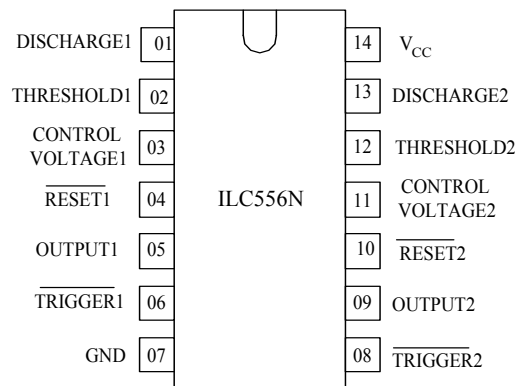 DISCHARGE1 01
THRESHOLD1 02
CONTROL
VOLTAGE1 03
RESET1 04
OUTPUT1 05
TRIGGER1 06
GND 07
ILC556N
14 VCC
13 DISCHARGE2
12 THRESHOLD2
11 CONTROL
VOLTAGE2
10 RESET2
09 OUTPUT2
08 TRIGGER2